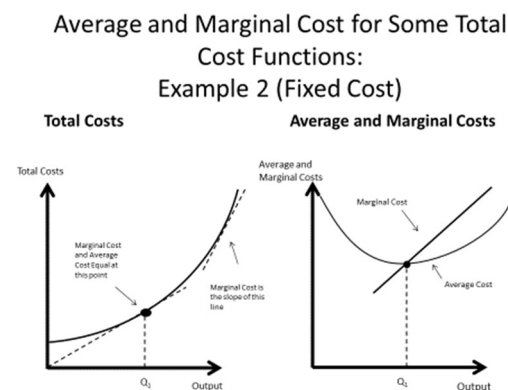 Average and Marginal Cost for Some Total
Cost Functions:
Example 2 (Fixed Cost)
Total Costs
Average and Marginal Costs
Total Costs
Marginal Cost
and Average
Cost Equal at
this point
Marginal Cost is
the slope of this
line
Q₁
Output
Average and
Marginal Costs
Marginal Cost
Average Cost
Q₁
Output